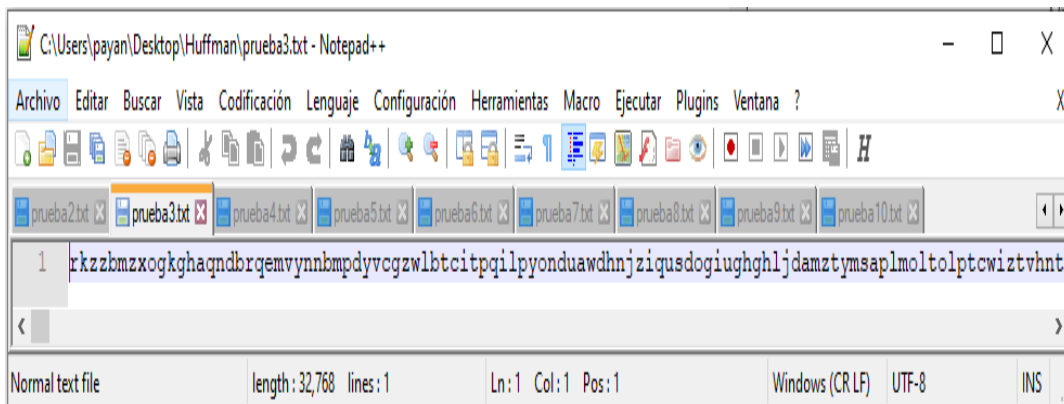 C:\Users\payan\Desktop\Huffman\prueba3.txt - Notepad++
Archivo Editar Buscar Vista Codificación Lenguaje Configuración Herramientas Macro Ejecutar Plugins Ventana ? X
prueba2.txt prueba3.txt prueba4.txt prueba5.txt prueba6.txt prueba7.txt prueba8.txt prueba9.txt prueba10.txt
1 rkzzbmzxogkghaqndbrqemvynnbmpdyvcgzwlbtcitpqilpyonduawdhnjziqusdogiughghljdamztymsaplmoltolptcwiztvhnt
Normal text file length : 32,768 lines : 1 Ln : 1 Col : 1 Pos : 1 Windows (CR LF) UTF-8 INS